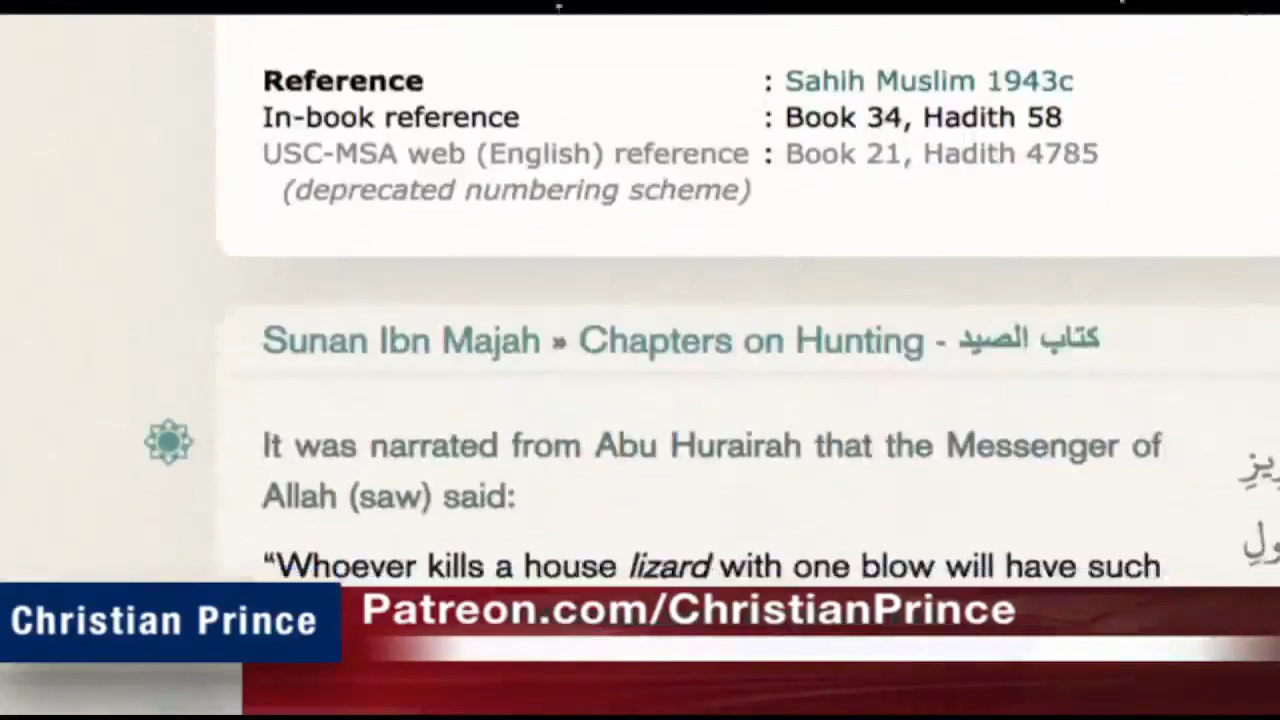 Reference : Sahih Muslim 1943c
In-book reference : Book 34, Hadith 58
USC-MSA web (English) reference : Book 21, Hadith 4785
(deprecated numbering scheme)
Sunan Ibn Majah » Chapters on Hunting - كتاب الصيد
It was narrated from Abu Hurairah that the Messenger of
Allah (saw) said:
“Whoever kills a house lizard with one blow will have such
Christian Prince
Patreon.com/ChristianPrince